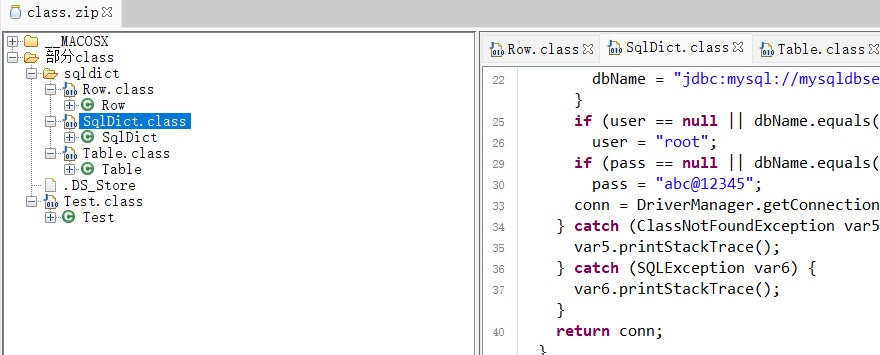 class.zip
__MACOSX
部分class
sqldict
Row.class
Row
SqlDict.class
SqlDict
Table.class
Table
.DS_Store
Test.class
Test
Row.class SqlDict.class Table.class
22 dbName = "jdbc:mysql://mysqldbse
}
25 if (user == null || dbName.equals(
26 user = "root";
29 if (pass == null || dbName.equals(
30 pass = "abc@12345";
33 conn = DriverManager.getConnection
34 } catch (ClassNotFoundException var5
35 var5.printStackTrace();
36 } catch (SQLException var6) {
37 var6.printStackTrace();
}
40 return conn;
}